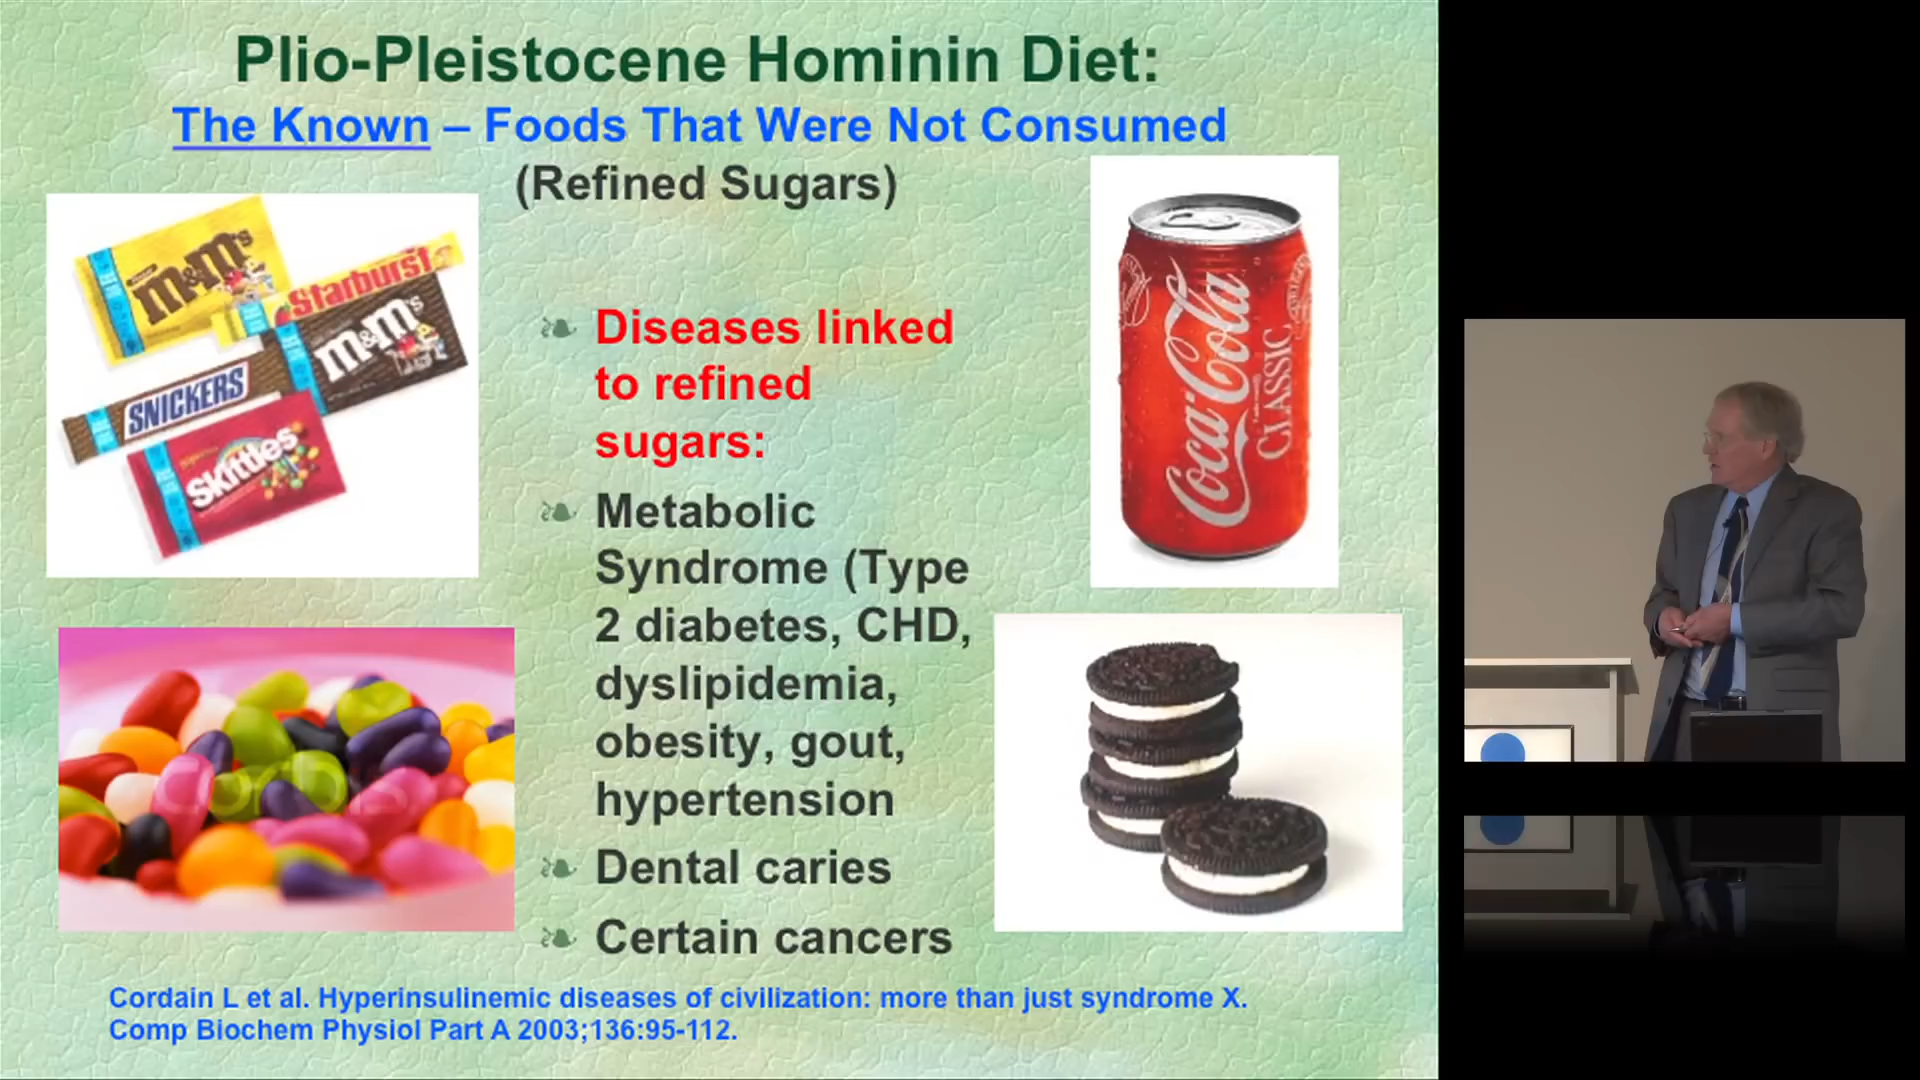 Plio-Pleistocene Hominin Diet:
The Known – Foods That Were Not Consumed
(Refined Sugars)
m&m's
Starburst
m&m's
SNICKERS
Skittles
Coca-Cola
CLASSIC
Diseases linked
to refined
sugars:
Metabolic
Syndrome (Type
2 diabetes, CHD,
dyslipidemia,
obesity, gout,
hypertension
Dental caries
Certain cancers
corbis
Cordain L et al. Hyperinsulinemic diseases of civilization: more than just syndrome X.
Comp Biochem Physiol Part A 2003;136:95-112.